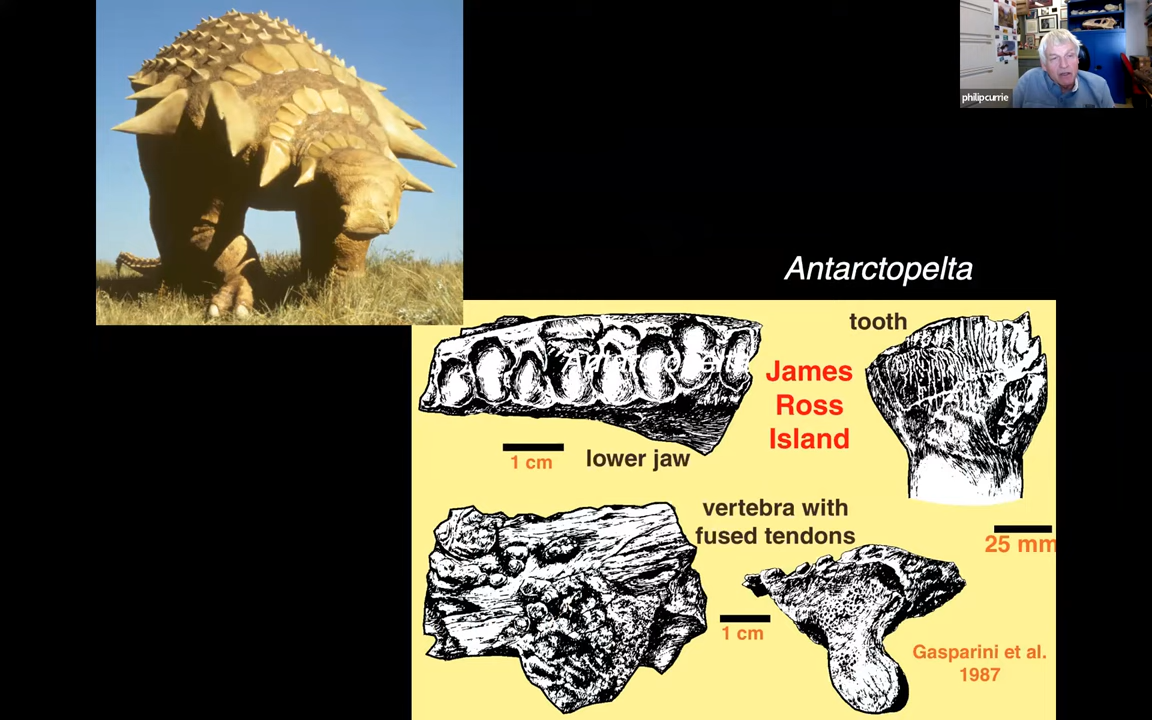 philipcurrie
Antarctopelta
tooth
Antarctopelta
James
Ross
Island
1 cm
lower jaw
vertebra with
fused tendons
25 mm
1 cm
Gasparini et al.
1987